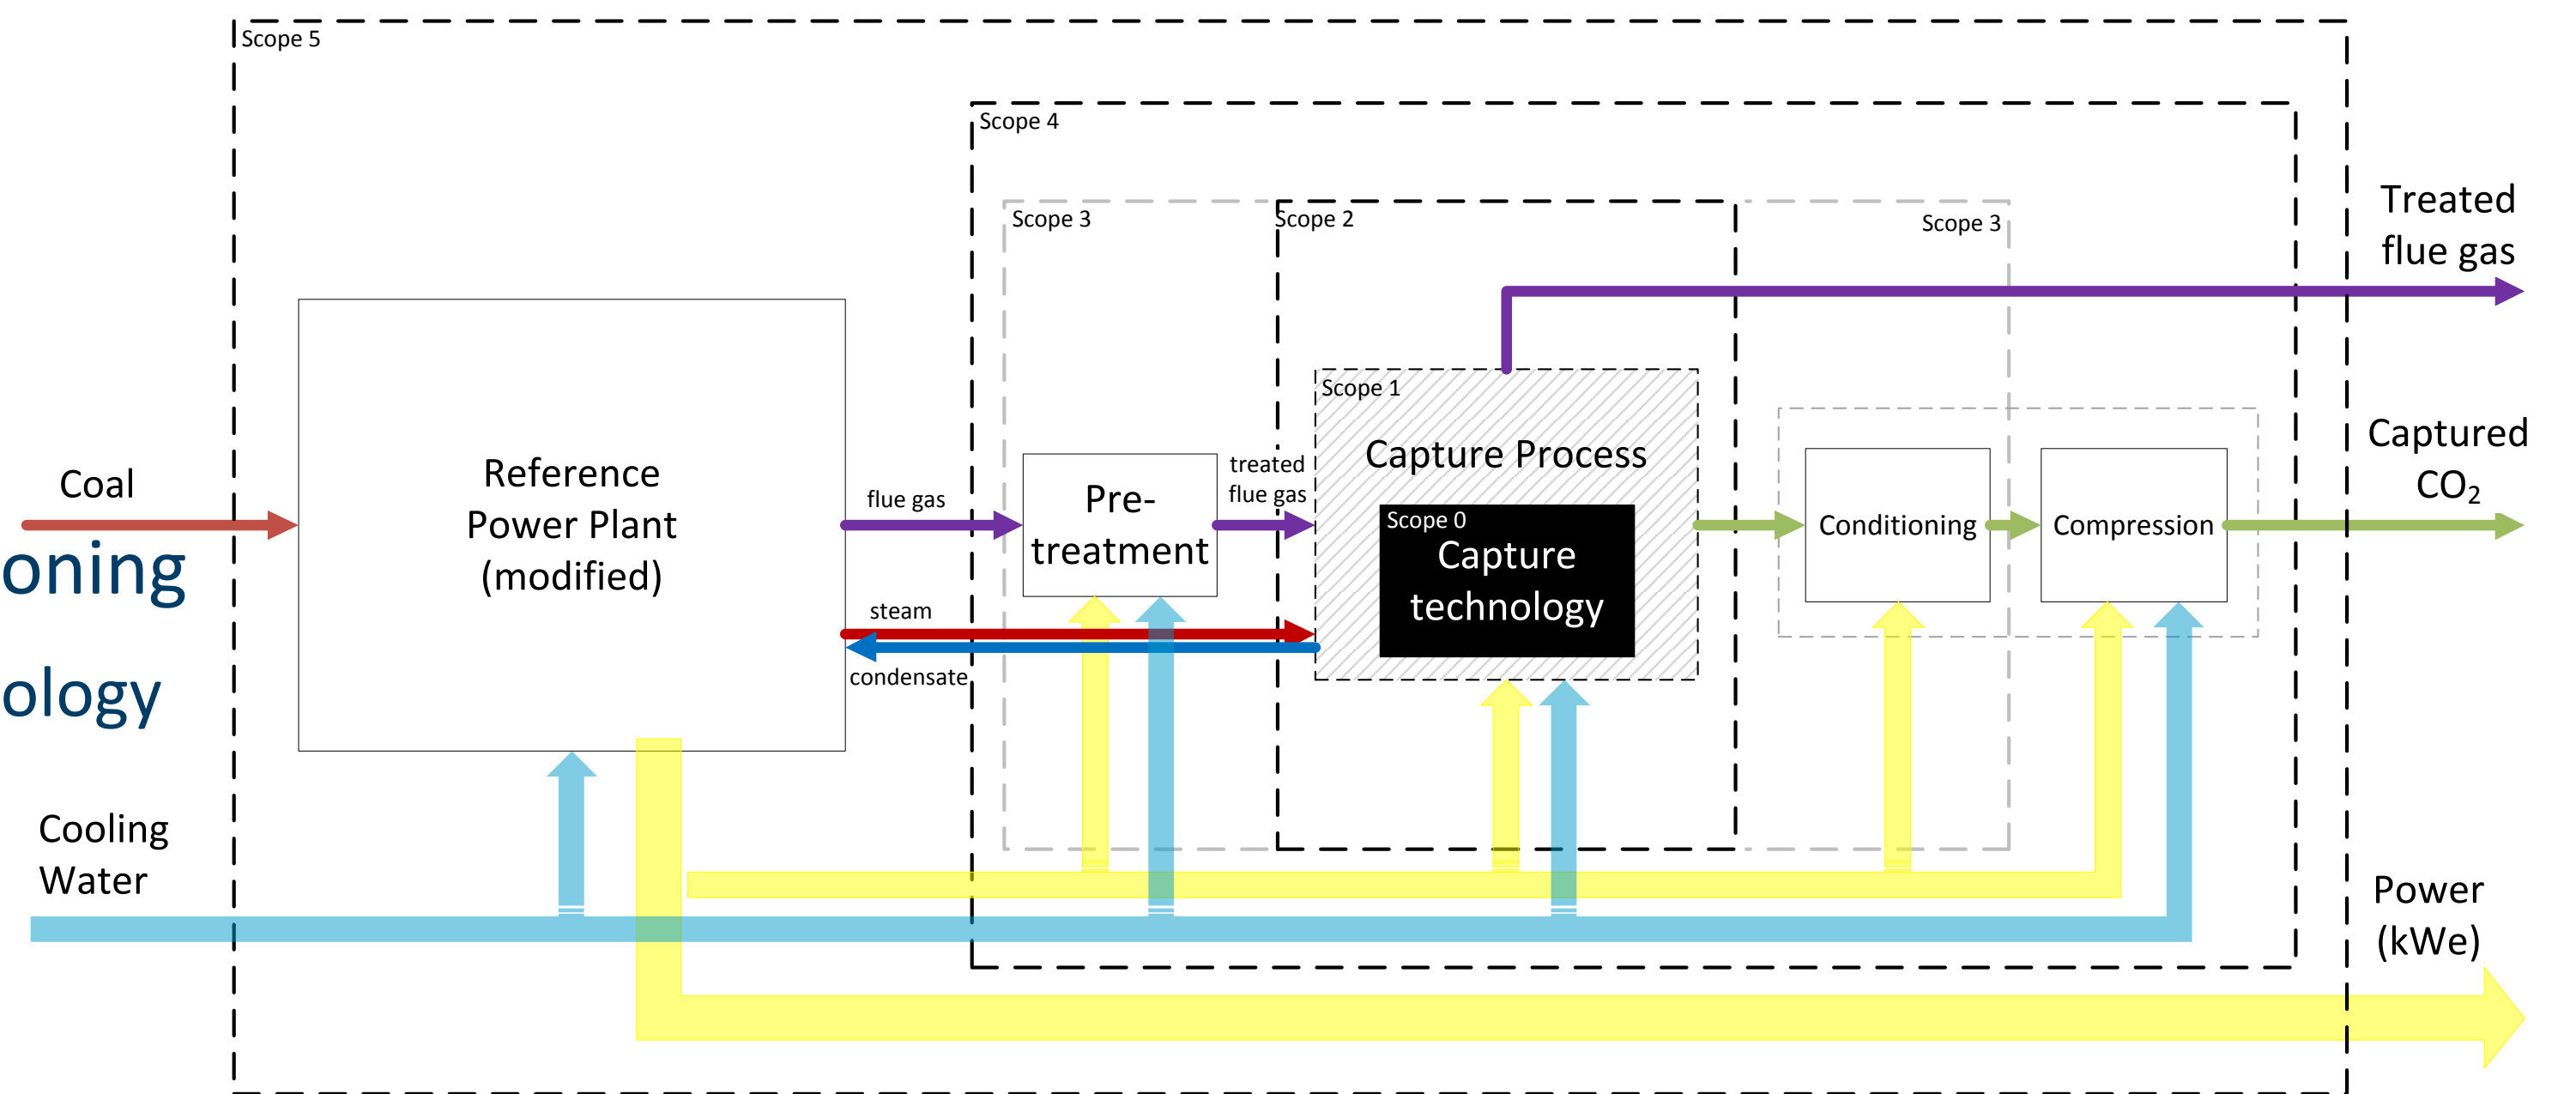 Scope 5
Scope 4
Scope 3
Scope 2
Scope 3
Treated
flue gas
Scope 1
Capture Process
Scope 0
Capture
technology
Coal
Reference
Power Plant
(modified)
flue gas
Pre-
treatment
treated
flue gas
steam
condensate
Conditioning
Compression
Captured
CO₂
oning
ology
Cooling
Water
Power
(kWe)